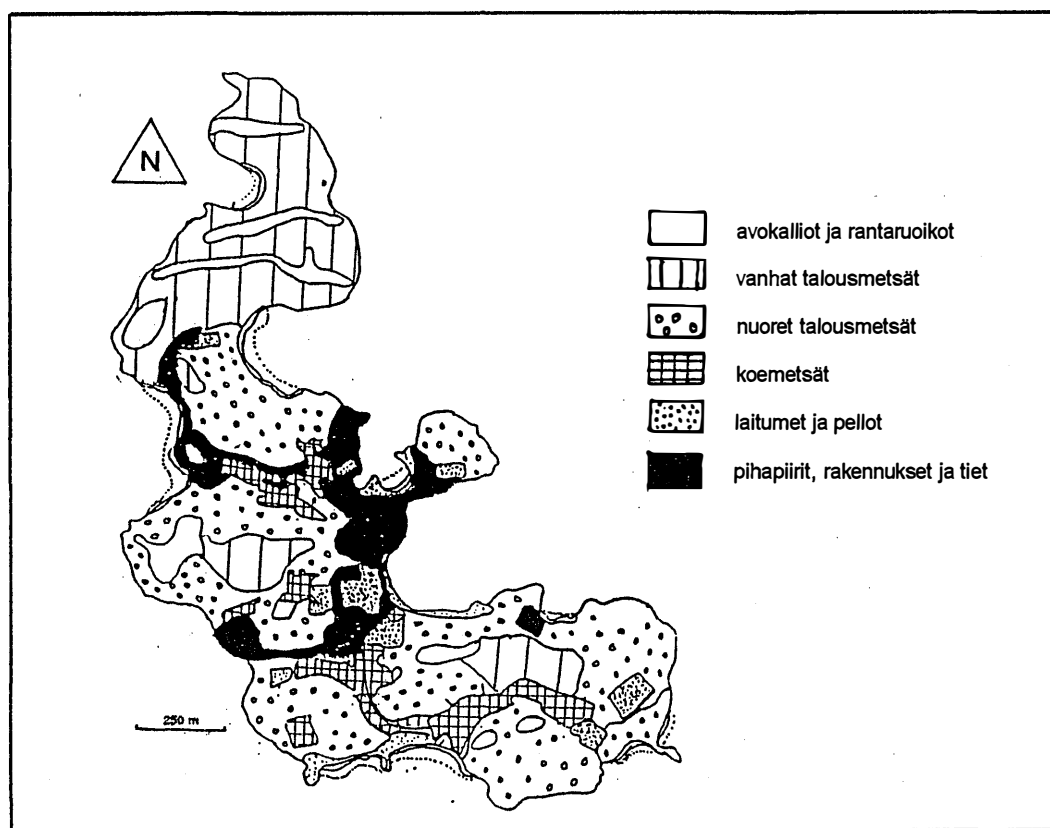 N
avokalliot ja rantaruoikot
vanhat talousmetsät
nuoret talousmetsät
koemetsät
laitumet ja pellot
pihapiirit, rakennukset ja tiet
250 m